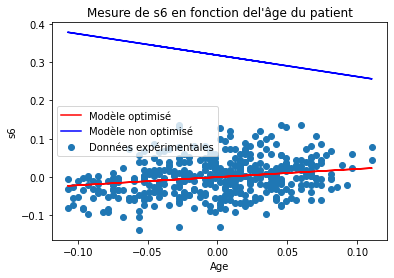 Mesure de s6 en fonction del'âge du patient
0.4
0.3
0.2
0.1
0.0
−0.1
s6
Modèle optimisé
Modèle non optimisé
Données expérimentales
−0.10
−0.05
0.00
0.05
0.10
Age